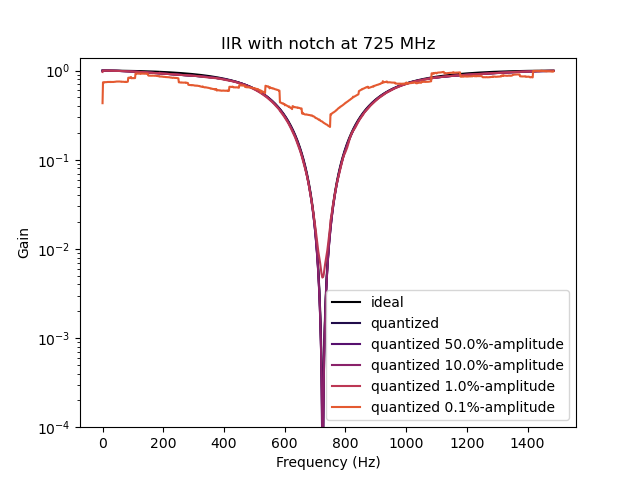 IIR with notch at 725 MHz
Gain
10⁰
10⁻¹
10⁻²
10⁻³
10⁻⁴
ideal
quantized
quantized 50.0%-amplitude
quantized 10.0%-amplitude
quantized 1.0%-amplitude
quantized 0.1%-amplitude
0 200 400 600 800 1000 1200 1400
Frequency (Hz)